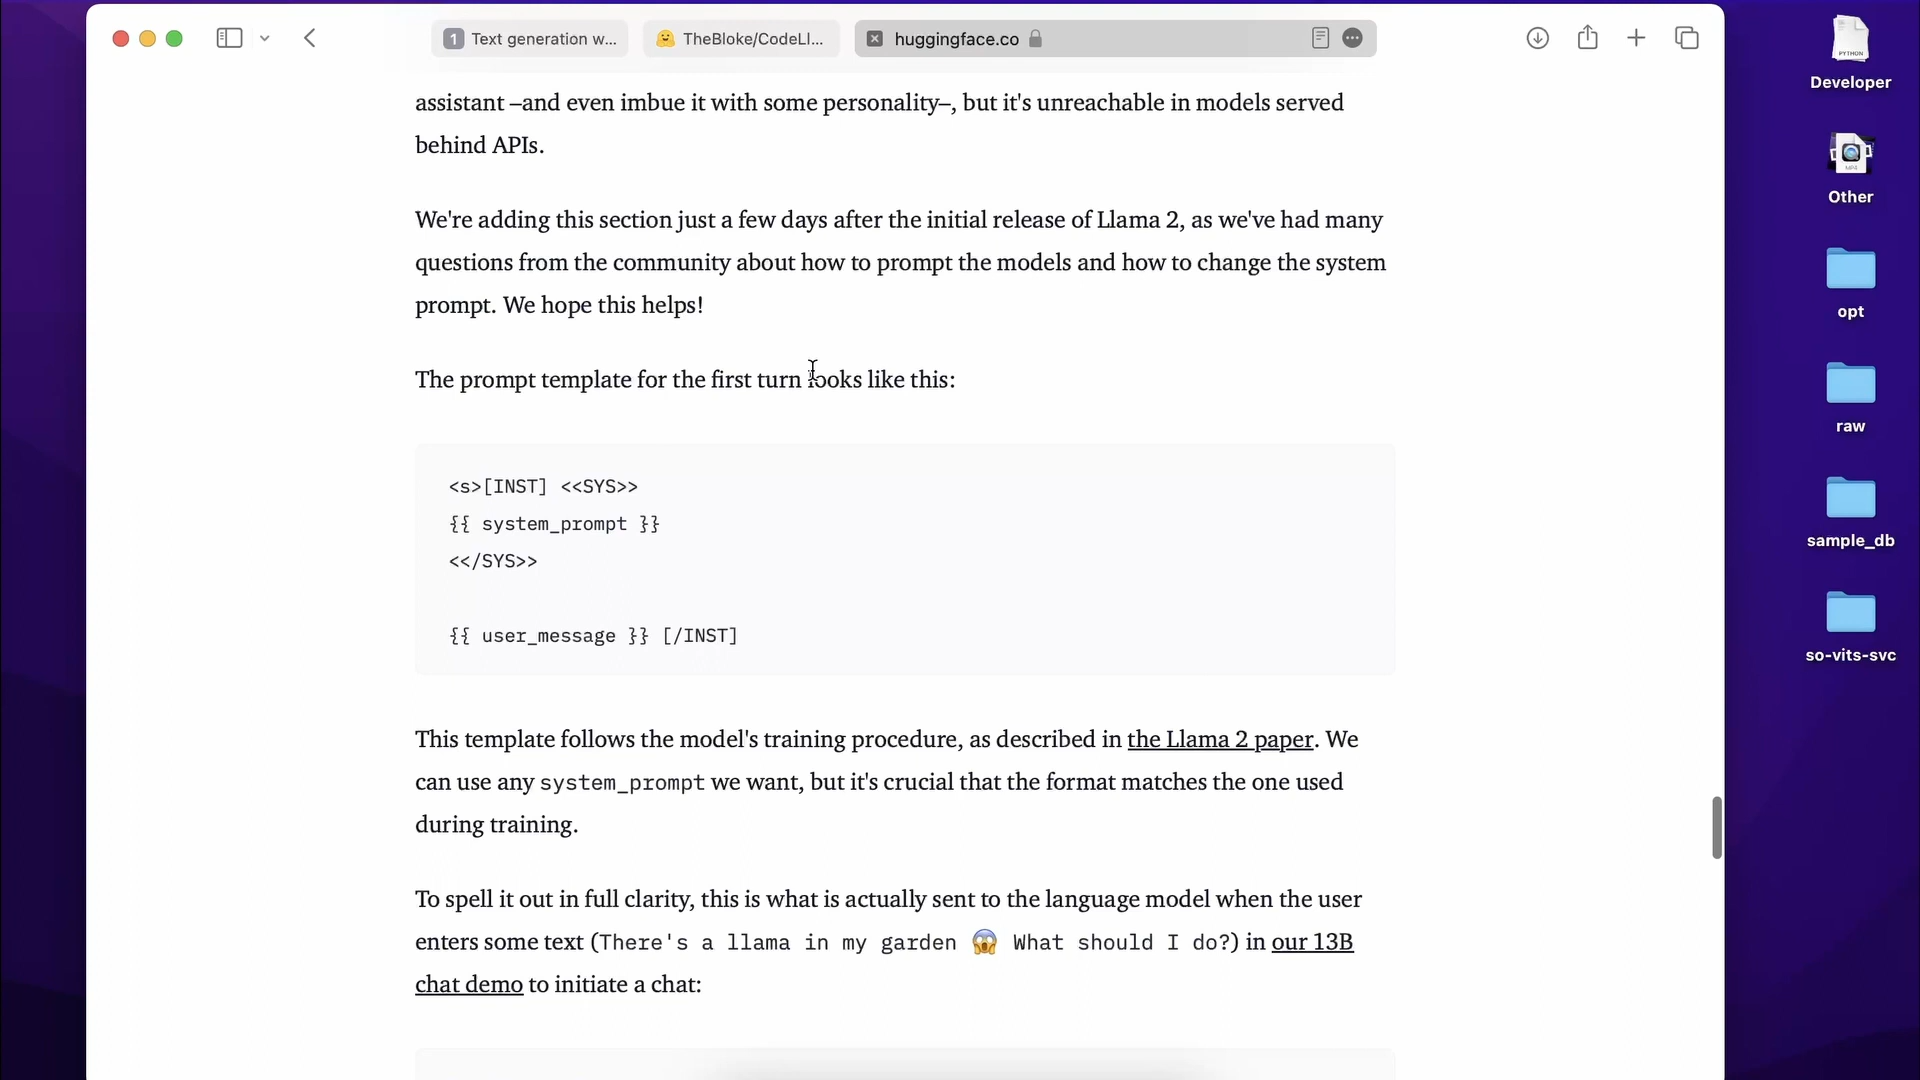 1 Text generation w...
TheBloke/CodeLl...
huggingface.co
assistant –and even imbue it with some personality–, but it's unreachable in models served
behind APIs.
We're adding this section just a few days after the initial release of Llama 2, as we've had many
questions from the community about how to prompt the models and how to change the system
prompt. We hope this helps!
The prompt template for the first turn looks like this:
<s>[INST] <<SYS>>
{{ system_prompt }}
<</SYS>>
{{ user_message }} [/INST]
This template follows the model's training procedure, as described in the Llama 2 paper. We
can use any system_prompt we want, but it's crucial that the format matches the one used
during training.
To spell it out in full clarity, this is what is actually sent to the language model when the user
enters some text (There's a llama in my garden 😱 What should I do?) in our 13B
chat demo to initiate a chat:
PYTHON
Developer
MP4
Other
opt
raw
sample_db
so-vits-svc